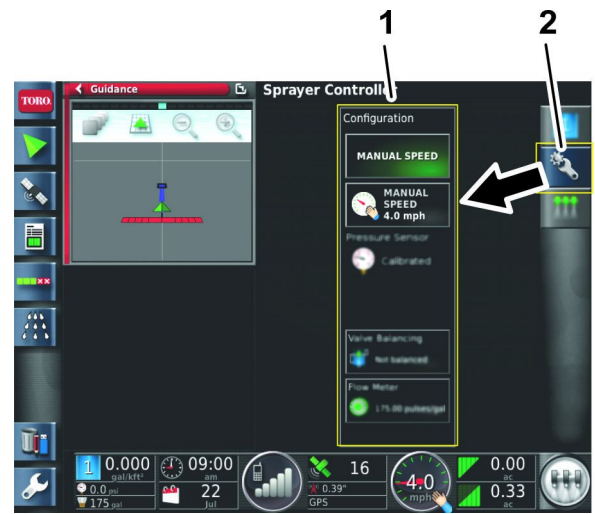 1 2
TORO.
Guidance
Sprayer Controller
1
Configuration
MANUAL SPEED
MANUAL
SPEED
4.0 mph
Pressure Sensor
Calibrated
Valve Balancing
Not balanced
Flow Meter
175.00 pulses/gal
1 0.000
gal/kft²
0.0 psi
175 gal
09:00
am
22
Jul
16
0.39"
GPS
4.0
mph
0.00
ac
0.33
ac